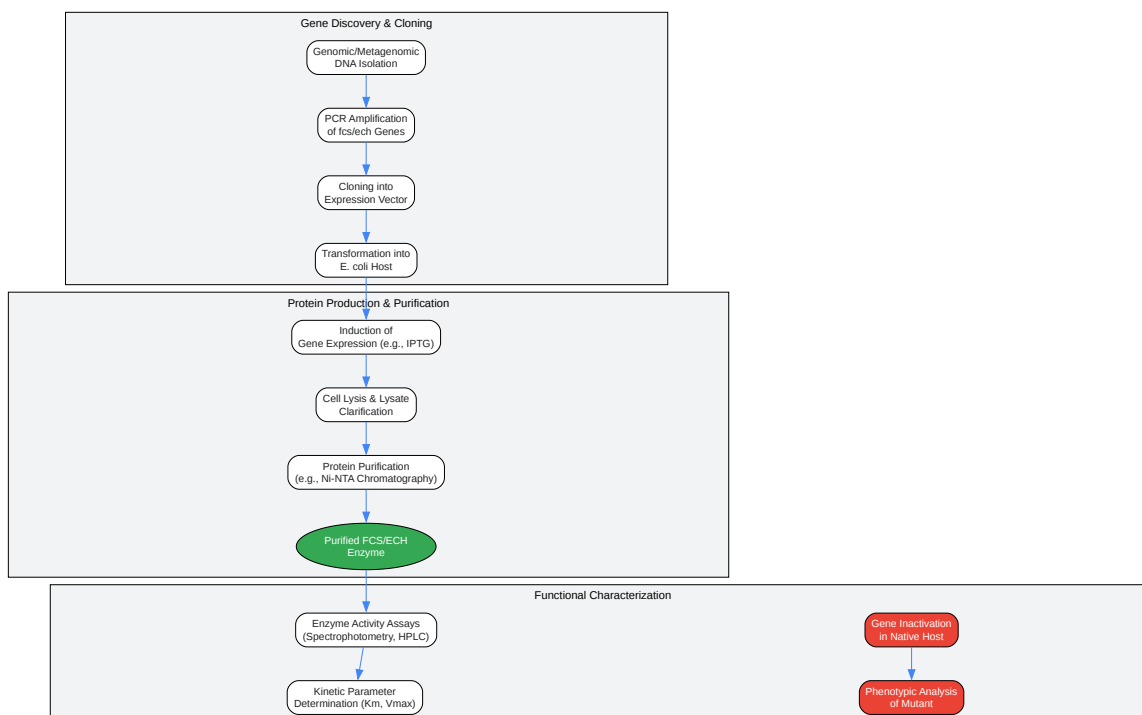 Gene Discovery & Cloning
Genomic/Metagenomic
DNA Isolation
PCR Amplification
of fcs/ech Genes
Cloning into
Expression Vector
Transformation into
E. coli Host
Protein Production & Purification
Induction of
Gene Expression (e.g., IPTG)
Cell Lysis & Lysate
Clarification
Protein Purification
(e.g., Ni-NTA Chromatography)
Purified FCS/ECH
Enzyme
Functional Characterization
Enzyme Activity Assays
(Spectrophotometry, HPLC)
Kinetic Parameter
Determination (Km, Vmax)
Gene Inactivation
in Native Host
Phenotypic Analysis
of Mutant